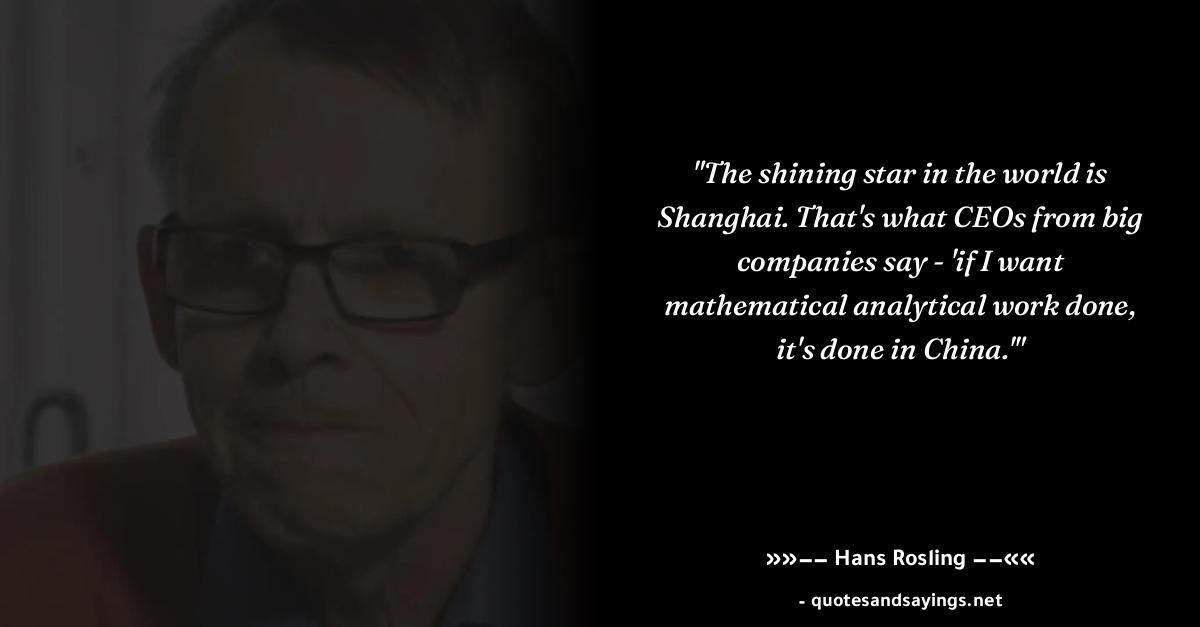 "The shining star in the world is
Shanghai. That's what CEOs from big
companies say - 'if I want
mathematical analytical work done,
it's done in China.'"
»»−− Hans Rosling −−««
- quotesandsayings.net